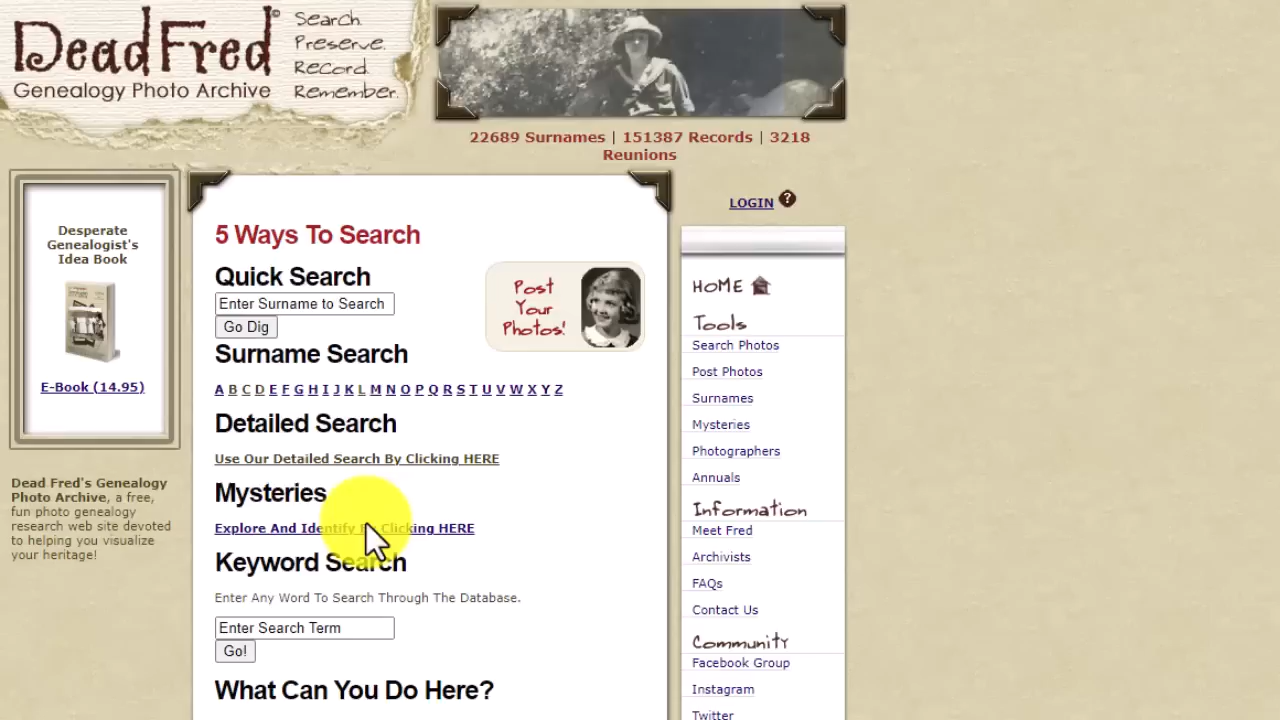 DeadFred©
Genealogy Photo Archive
Search.
Preserve.
Record.
Remember.
22689 Surnames | 151387 Records | 3218
Reunions
Desperate
Genealogist's
Idea Book
E-Book (14.95)
Dead Fred's Genealogy
Photo Archive, a free,
fun photo genealogy
research web site devoted
to helping you visualize
your heritage!
5 Ways To Search
Quick Search
Enter Surname to Search
Go Dig
Post
Your
Photos!
Surname Search
A B C D E F G H I J K L M N O P Q R S T U V W X Y Z
Detailed Search
Use Our Detailed Search By Clicking HERE
Mysteries
Explore And Identify By Clicking HERE
Keyword Search
Enter Any Word To Search Through The Database.
Enter Search Term
Go!
What Can You Do Here?
LOGIN ?
HOME
Tools
Search Photos
Post Photos
Surnames
Mysteries
Photographers
Annuals
Information
Meet Fred
Archivists
FAQs
Contact Us
Community
Facebook Group
Instagram
Twitter